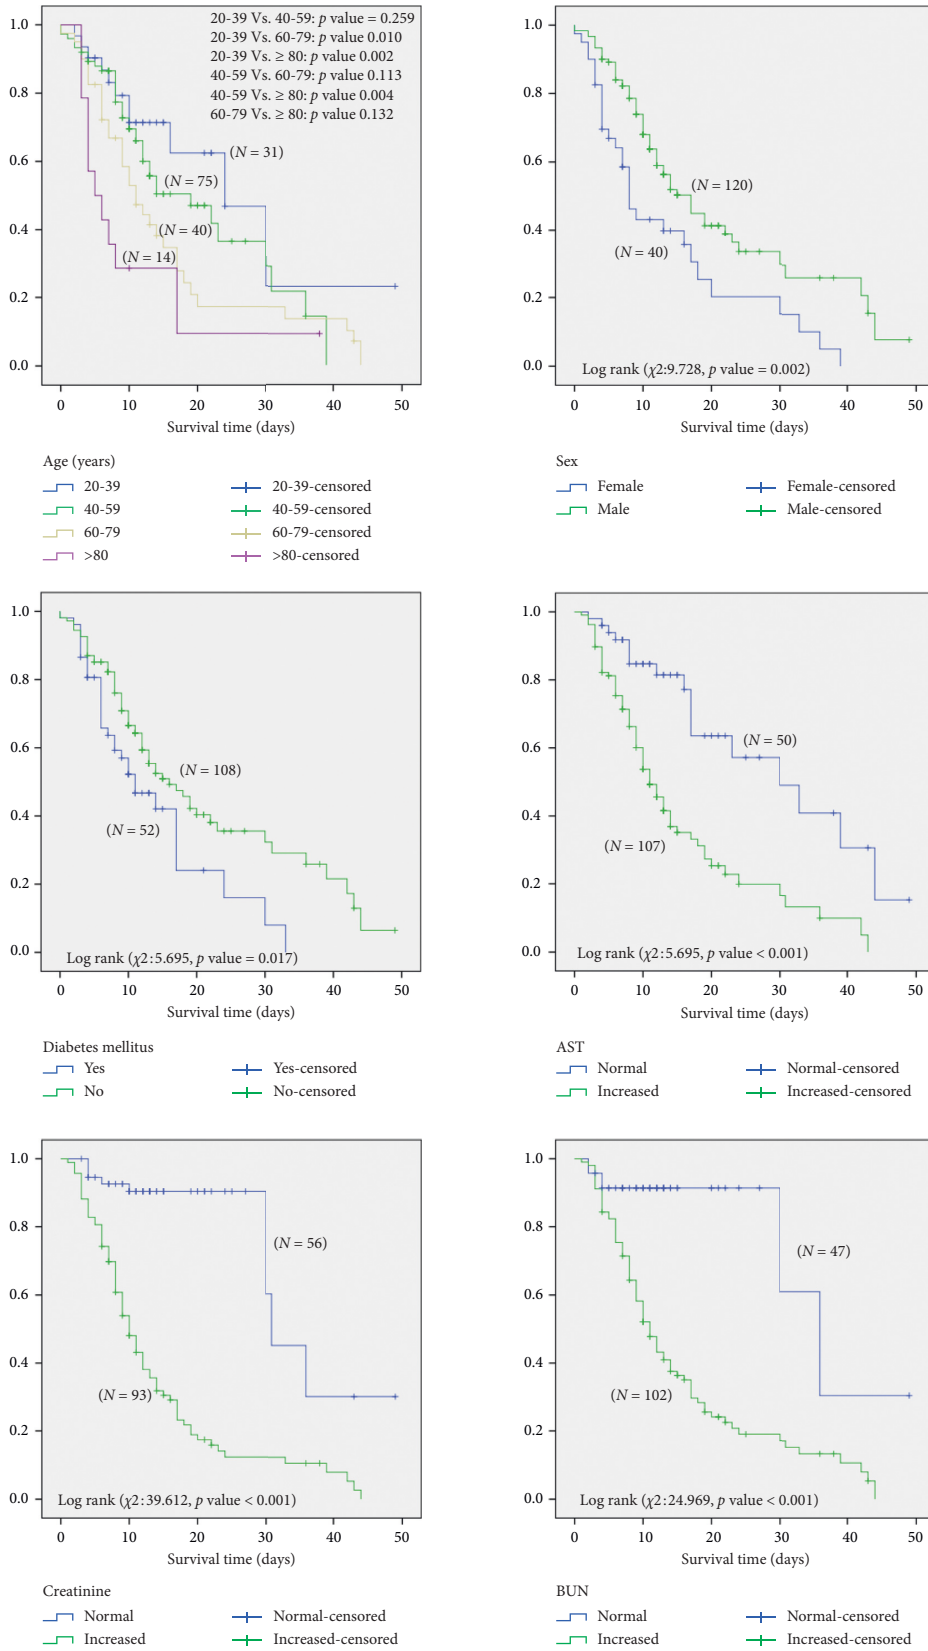 20-39 Vs. 40-59: p value = 0.259
20-39 Vs. 60-79: p value 0.010
20-39 Vs. ≥ 80: p value 0.002
40-59 Vs. 60-79: p value 0.113
40-59 Vs. ≥ 80: p value 0.004
60-79 Vs. ≥ 80: p value 0.132
1.0
0.8
0.6
0.4
0.2
0.0
(N = 31)
(N = 75)
(N = 40)
(N = 14)
0 10 20 30 40 50
Survival time (days)
Age (years)
20-39 20-39-censored
40-59 40-59-censored
60-79 60-79-censored
>80 >80-censored
1.0
0.8
0.6
0.4
0.2
0.0
(N = 120)
(N = 40)
Log rank (χ2:9.728, p value = 0.002)
0 10 20 30 40 50
Survival time (days)
Sex
Female Female-censored
Male Male-censored
1.0
0.8
0.6
0.4
0.2
0.0
(N = 108)
(N = 52)
Log rank (χ2:5.695, p value = 0.017)
0 10 20 30 40 50
Survival time (days)
Diabetes mellitus
Yes Yes-censored
No No-censored
1.0
0.8
0.6
0.4
0.2
0.0
(N = 50)
(N = 107)
Log rank (χ2:5.695, p value < 0.001)
0 10 20 30 40 50
Survival time (days)
AST
Normal Normal-censored
Increased Increased-censored
1.0
0.8
0.6
0.4
0.2
0.0
(N = 56)
(N = 93)
Log rank (χ2:39.612, p value < 0.001)
0 10 20 30 40 50
Survival time (days)
Creatinine
Normal Normal-censored
Increased Increased-censored
1.0
0.8
0.6
0.4
0.2
0.0
(N = 47)
(N = 102)
Log rank (χ2:24.969, p value < 0.001)
0 10 20 30 40 50
Survival time (days)
BUN
Normal Normal-censored
Increased Increased-censored